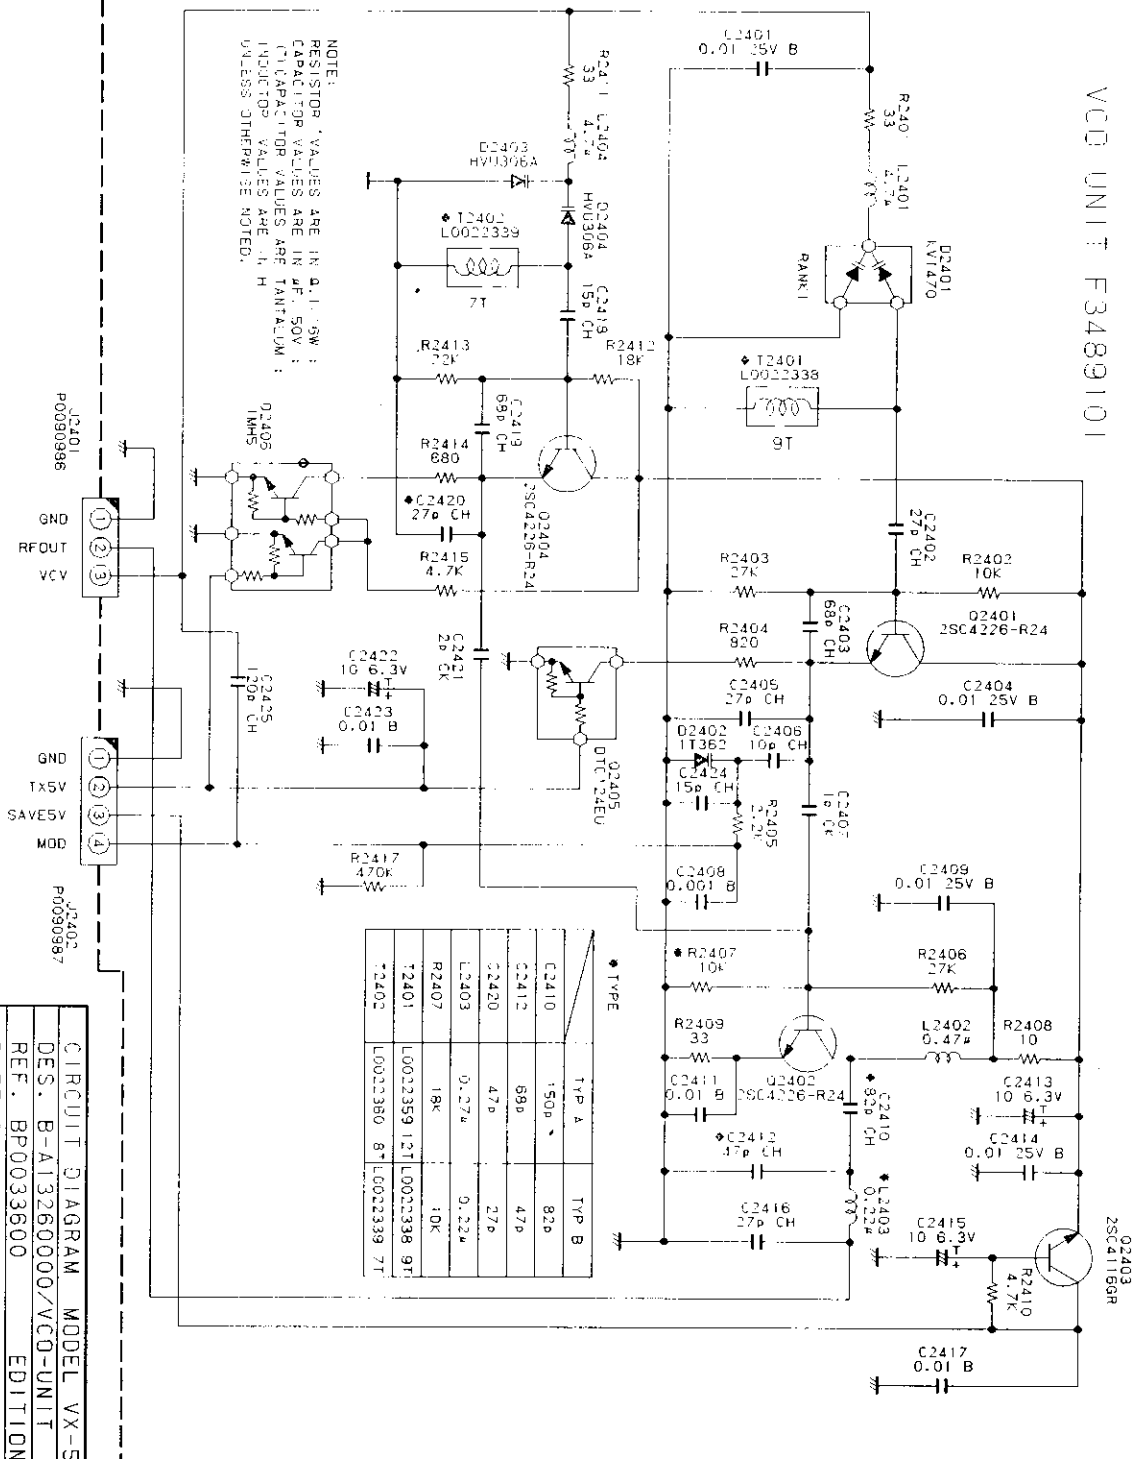 VCO UNIT F3489101
C2401
0.01 25V B
R2401
33
L2401
4.7µ
D2401
KV1470
RANK1
R2411
33
L2404
4.7µ
D2403
HVU306A
D2404
HVU306A
◆T2402
L0022339
7T
C2418
15p CH
◆T2401
L0022338
9T
NOTE:
RESISTOR VALUES ARE IN
CAPACITOR VALUES ARE IN 50V ;
CAPACITOR VALUES ARE TANTALUM ;
INDUCTOR VALUES ARE H
UNLESS OTHERWISE NOTED.
R2413
22K
R2412
18K
C2419
68p CH
R2414
680
◆C2420
27p CH
R2415
4.7K
Q2404
2SC4226-R24
Q2406
IMH5
C2402
27p CH
R2403
27K
R2402
10K
Q2401
2SC4226-R24
C2403
68p CH
R2404
820
C2405
27p CH
C2404
0.01 25V B
D2402
1T362
C2406
10p CH
C2424
15p CH
R2405
2.2K
C2407
1p CK
C2408
0.001 B
C2421
2p CK
C2422
10 6.3V
C2423
0.01 B
C2425
120p CH
Q2405
DTC124EU
R2417
470K
J2401
P0090986
GND 1
RFOUT 2
VCV 3
GND 1
TX5V 2
SAVE5V 3
MOD 4
J2402
P0090987
C2409
0.01 25V B
◆R2407
10K
R2406
27K
R2409
33
C2411
0.01 B
Q2402
2SC4226-R24
L2402
0.47µ
R2408
10
◆C2410
82p CH
◆C2412
47p CH
◆L2403
0.22µ
C2416
27p CH
C2413
10 6.3V
C2414
0.01 25V B
C2415
10 6.3V
R2410
4.7K
Q2403
2SC4116GR
C2417
0.01 B
◆TYPE
TYP A TYP B
C2410 150p 82p
C2412 68p 47p
C2420 47p 27p
L2403 0.27µ 0.22µ
R2407 18K 10K
T2401 L0022359 12T L0022338 9T
T2402 L0022360 8T L0022339 7T
CIRCUIT DIAGRAM MODEL VX-5
DES. B-A13260000/VCO-UNIT
REF. BP0033600 EDITION